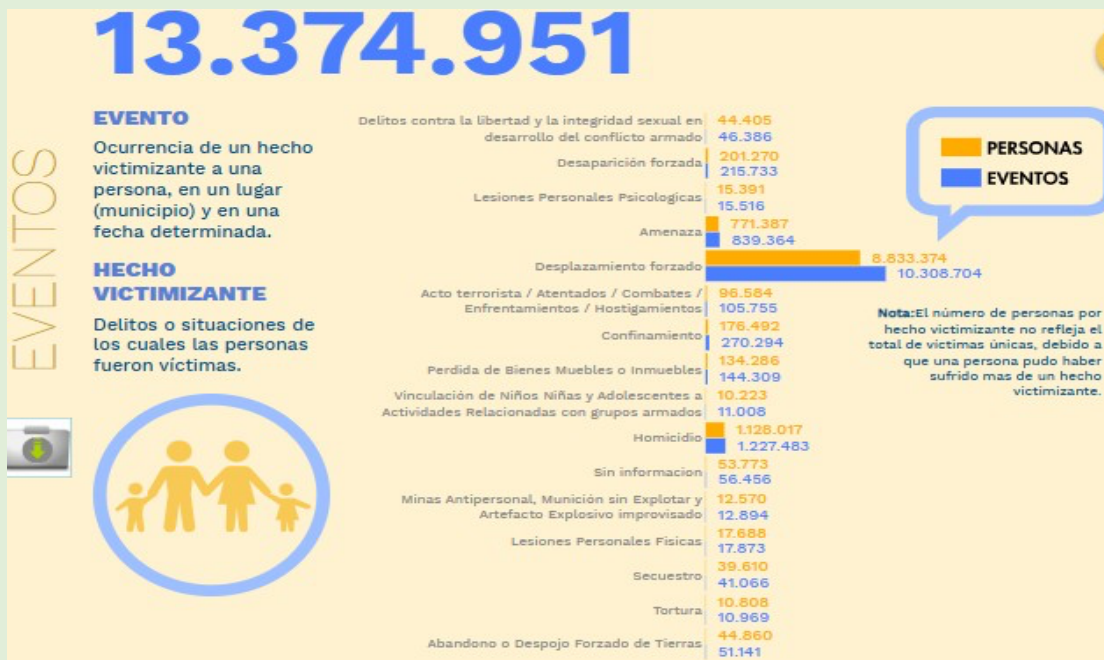 13.374.951
EVENTOS
EVENTO
Ocurrencia de un hecho
victimizante a una
persona, en un lugar
(municipio) y en una
fecha determinada.
HECHO
VICTIMIZANTE
Delitos o situaciones de
los cuales las personas
fueron víctimas.
Delitos contra la libertad y la integridad sexual en
desarrollo del conflicto armado
44.405
46.386
Desaparición forzada
201.270
215.733
Lesiones Personales Psicologicas
15.391
15.516
Amenaza
771.387
839.364
Desplazamiento forzado
8.833.374
10.308.704
Acto terrorista / Atentados / Combates /
Enfrentamientos / Hostigamientos
96.584
105.755
Confinamiento
176.492
270.294
Perdida de Bienes Muebles o Inmuebles
134.286
144.309
Vinculación de Niños Niñas y Adolescentes a
Actividades Relacionadas con grupos armados
10.223
11.008
Homicidio
1.128.017
1.227.483
Sin informacion
53.773
56.456
Minas Antipersonal, Munición sin Explotar y
Artefacto Explosivo improvisado
12.570
12.894
Lesiones Personales Fisicas
17.688
17.873
Secuestro
39.610
41.066
Tortura
10.808
10.969
Abandono o Despojo Forzado de Tierras
44.860
51.141
PERSONAS
EVENTOS
Nota:El número de personas por
hecho victimizante no refleja el
total de victimas únicas, debido a
que una persona pudo haber
sufrido mas de un hecho
victimizante.